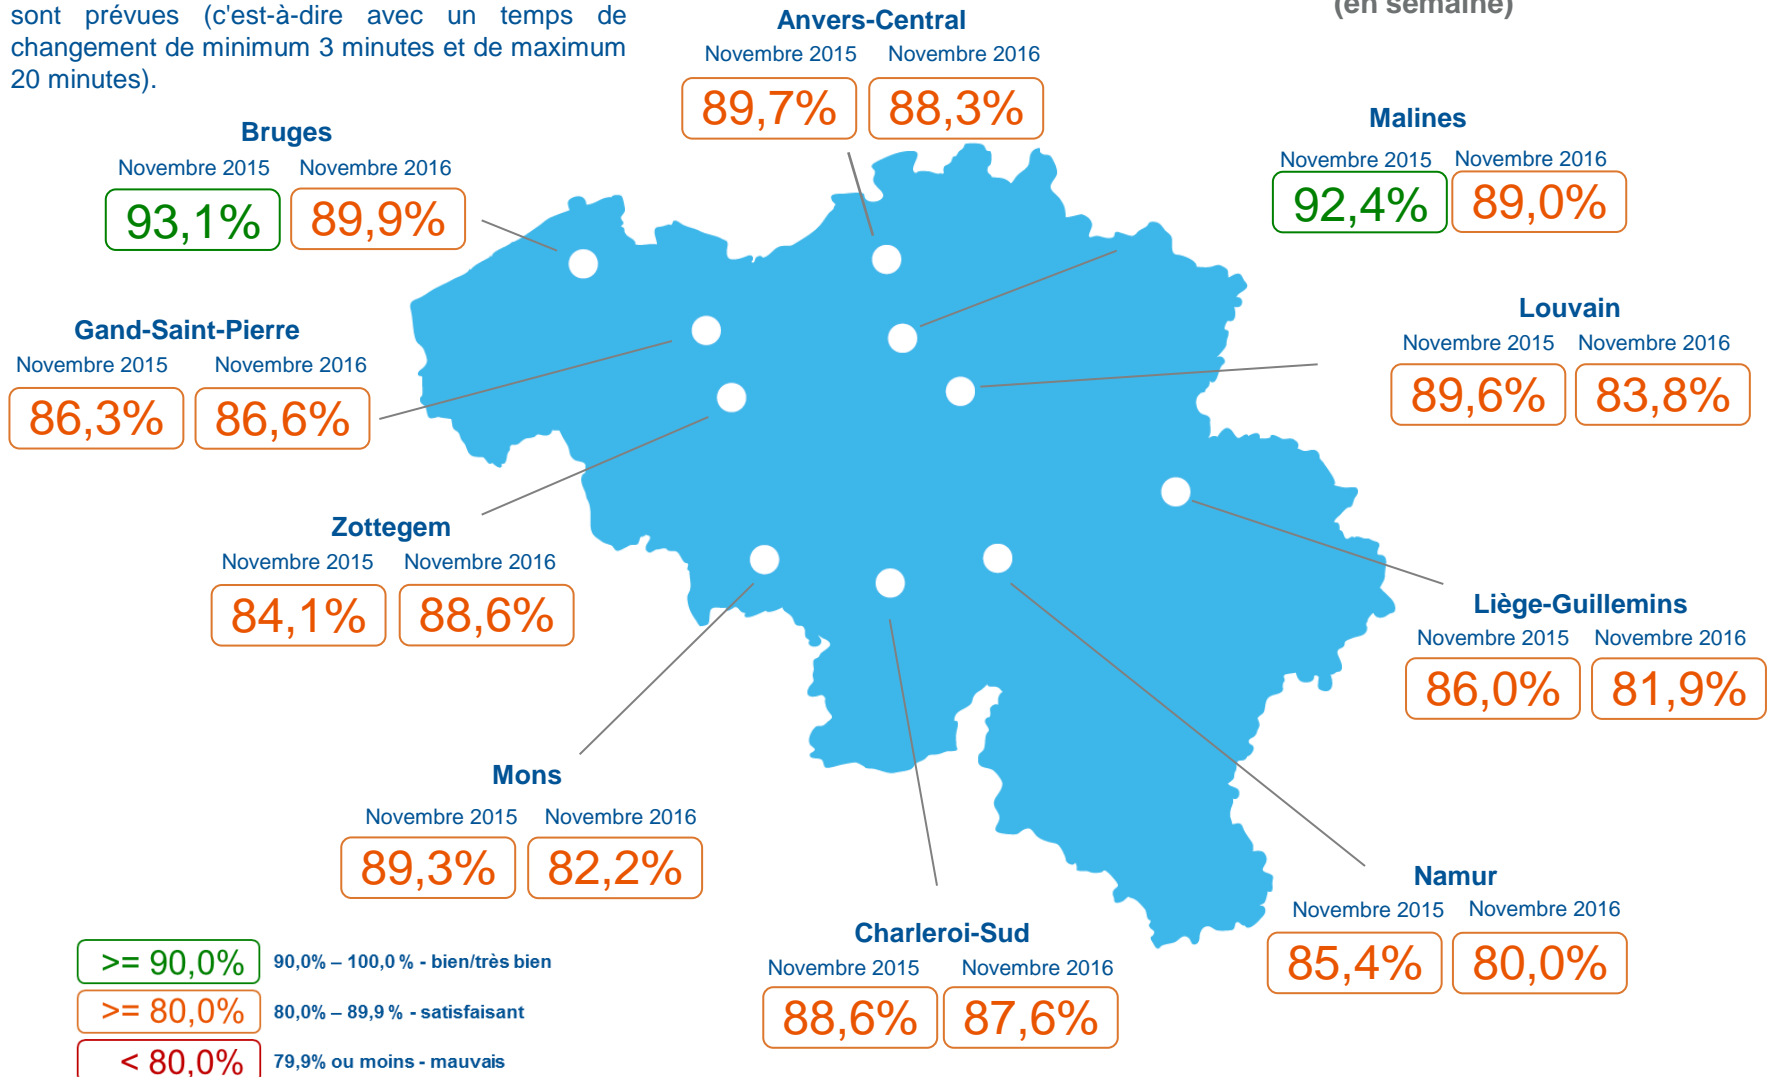 sont prévues (c'est-à-dire avec un temps de
changement de minimum 3 minutes et de maximum
20 minutes).
(en semaine)
Anvers-Central
Novembre 2015 Novembre 2016
89,7% 88,3%
Bruges
Novembre 2015 Novembre 2016
93,1% 89,9%
Malines
Novembre 2015 Novembre 2016
92,4% 89,0%
Gand-Saint-Pierre
Novembre 2015 Novembre 2016
86,3% 86,6%
Louvain
Novembre 2015 Novembre 2016
89,6% 83,8%
Zottegem
Novembre 2015 Novembre 2016
84,1% 88,6%
Liège-Guillemins
Novembre 2015 Novembre 2016
86,0% 81,9%
Mons
Novembre 2015 Novembre 2016
89,3% 82,2%
Charleroi-Sud
Novembre 2015 Novembre 2016
88,6% 87,6%
Namur
Novembre 2015 Novembre 2016
85,4% 80,0%
>= 90,0% 90,0% – 100,0 % - bien/très bien
>= 80,0% 80,0% – 89,9 % - satisfaisant
< 80,0% 79,9% ou moins - mauvais